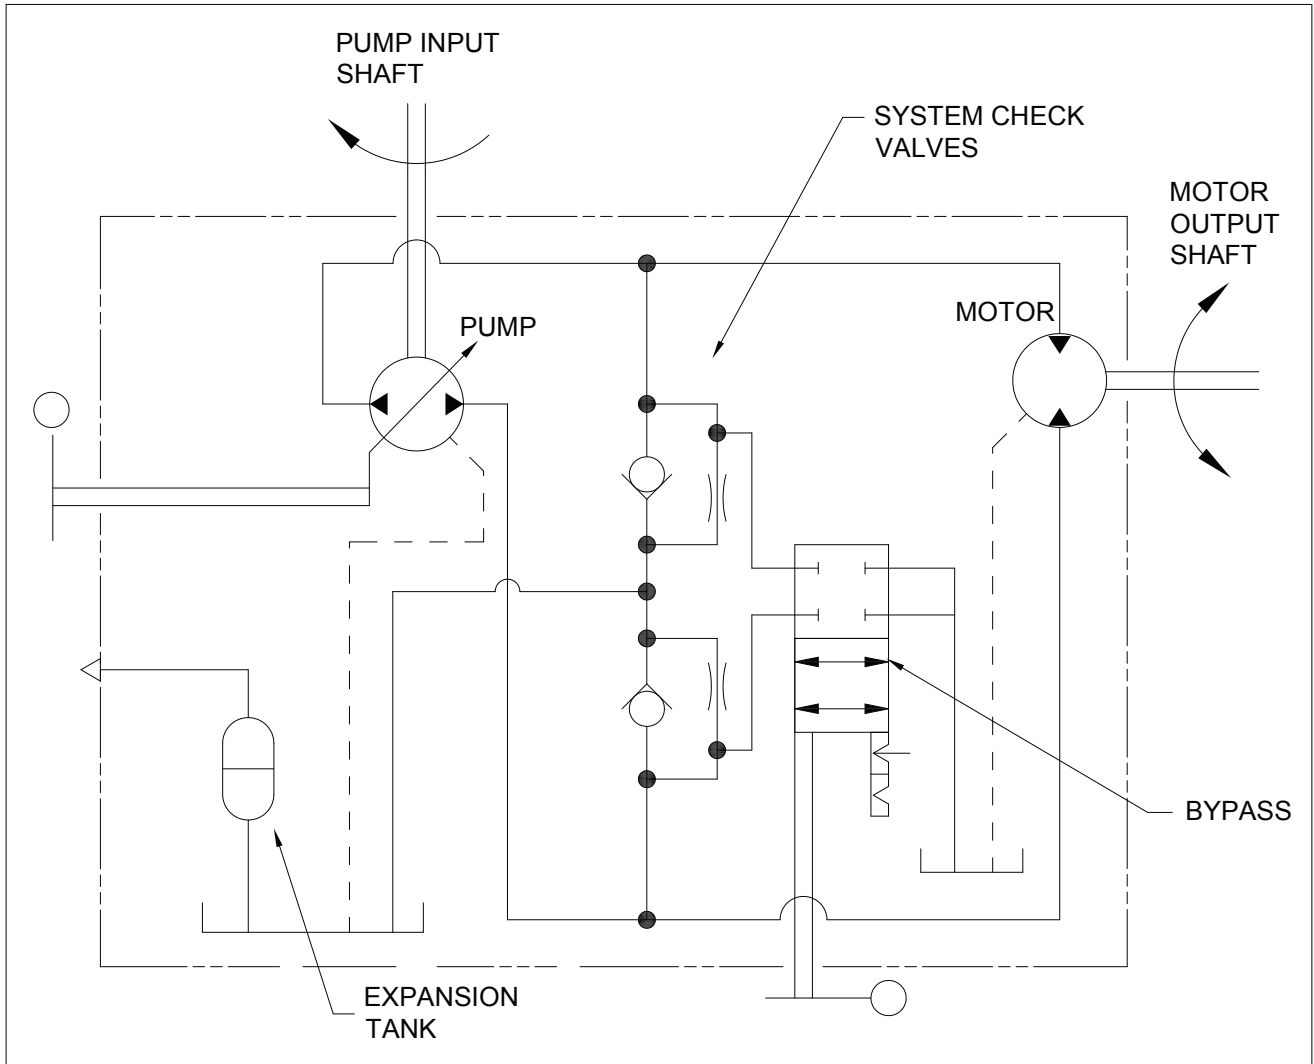 PUMP INPUT
SHAFT
SYSTEM CHECK
VALVES
MOTOR
OUTPUT
SHAFT
PUMP
MOTOR
BYPASS
EXPANSION
TANK